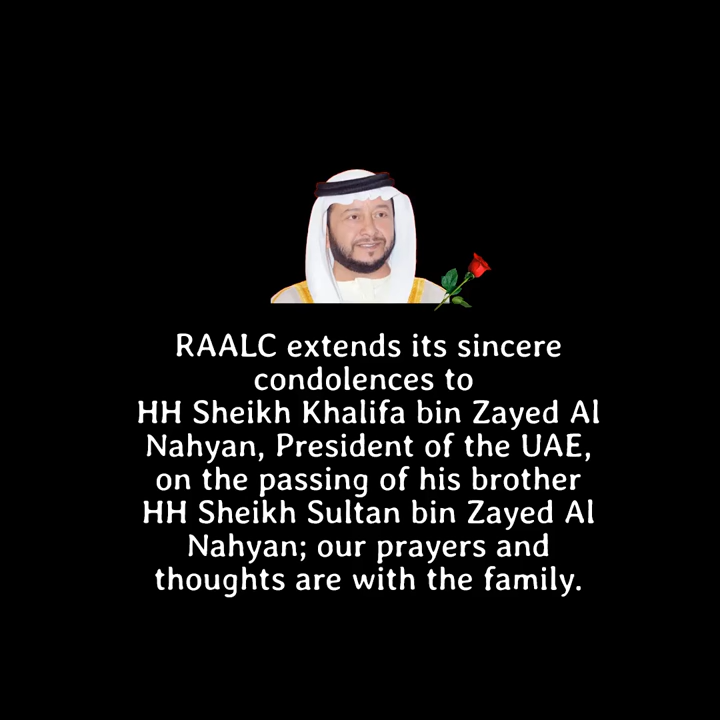 RAALC extends its sincere
condolences to
HH Sheikh Khalifa bin Zayed Al
Nahyan, President of the UAE,
on the passing of his brother
HH Sheikh Sultan bin Zayed Al
Nahyan; our prayers and
thoughts are with the family.